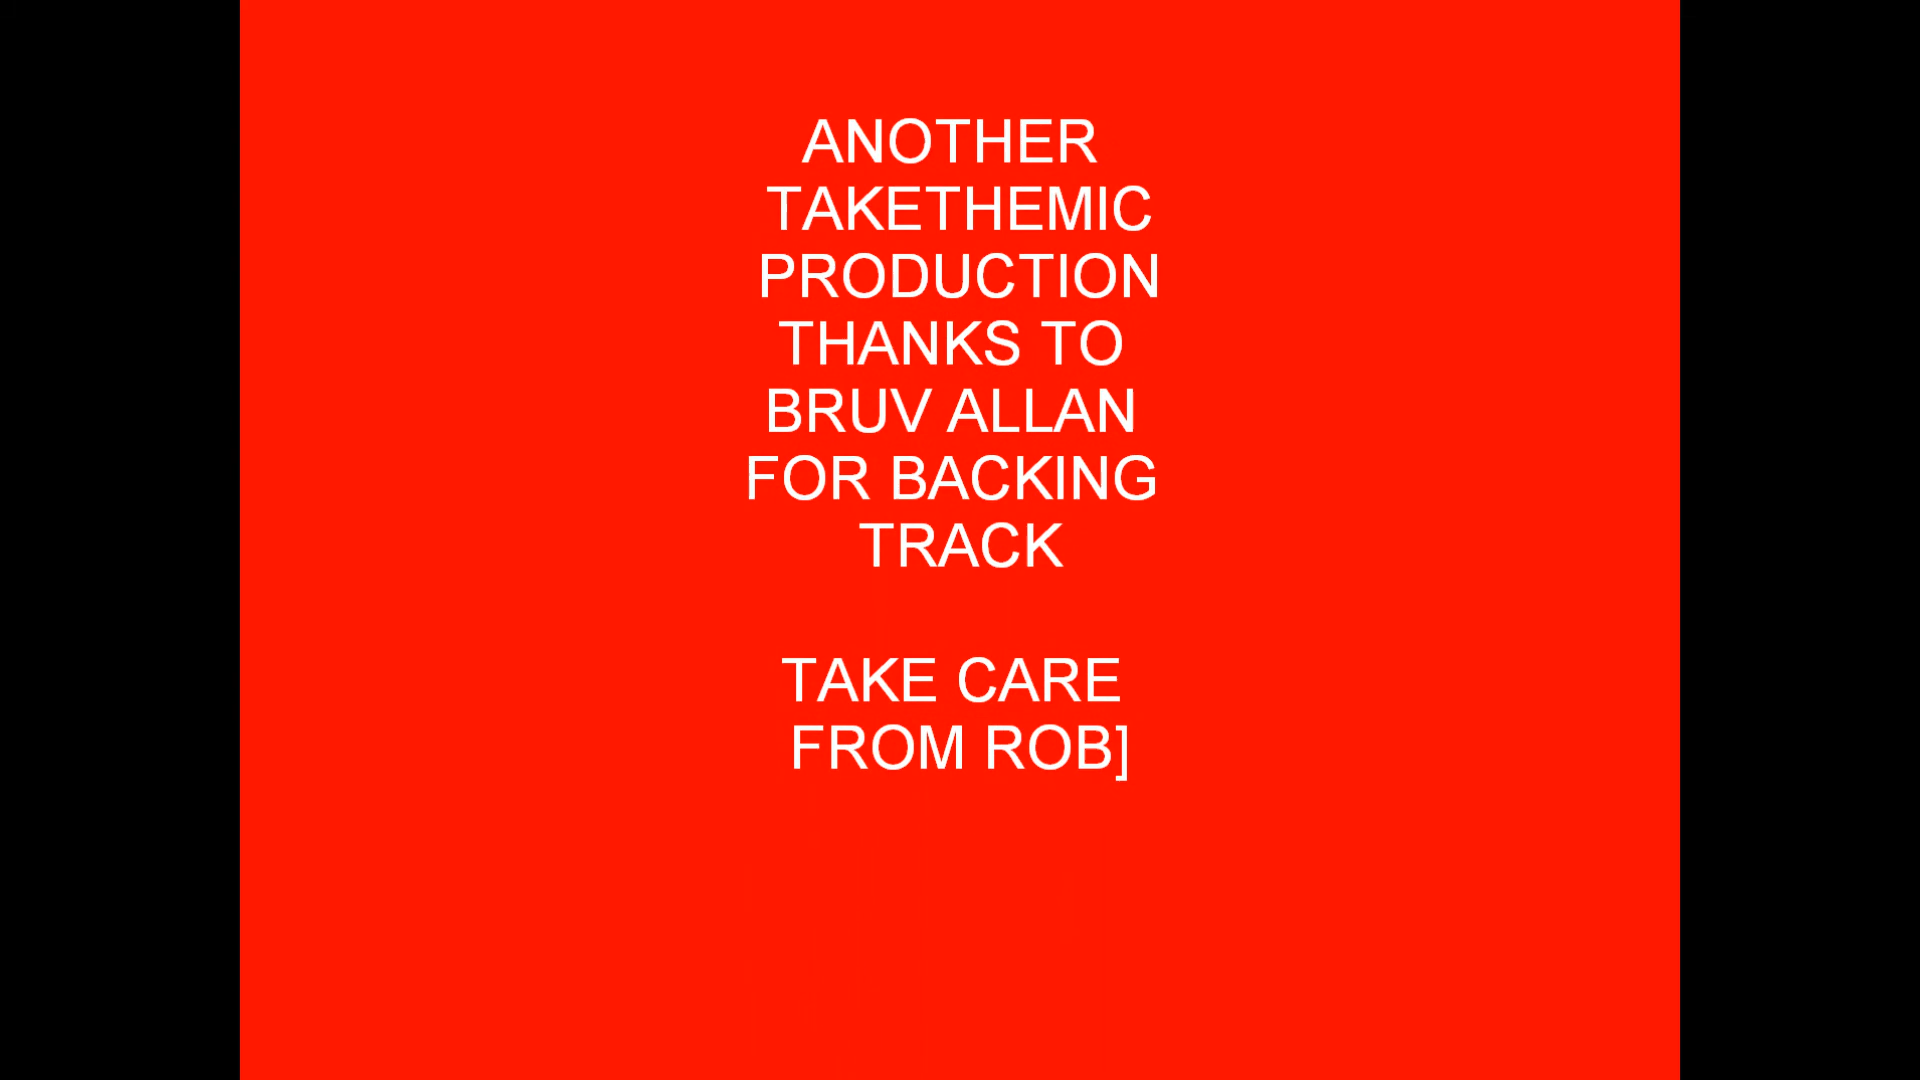 ANOTHER
TAKETHEMIC
PRODUCTION
THANKS TO
BRUV ALLAN
FOR BACKING
TRACK
TAKE CARE
FROM ROB]